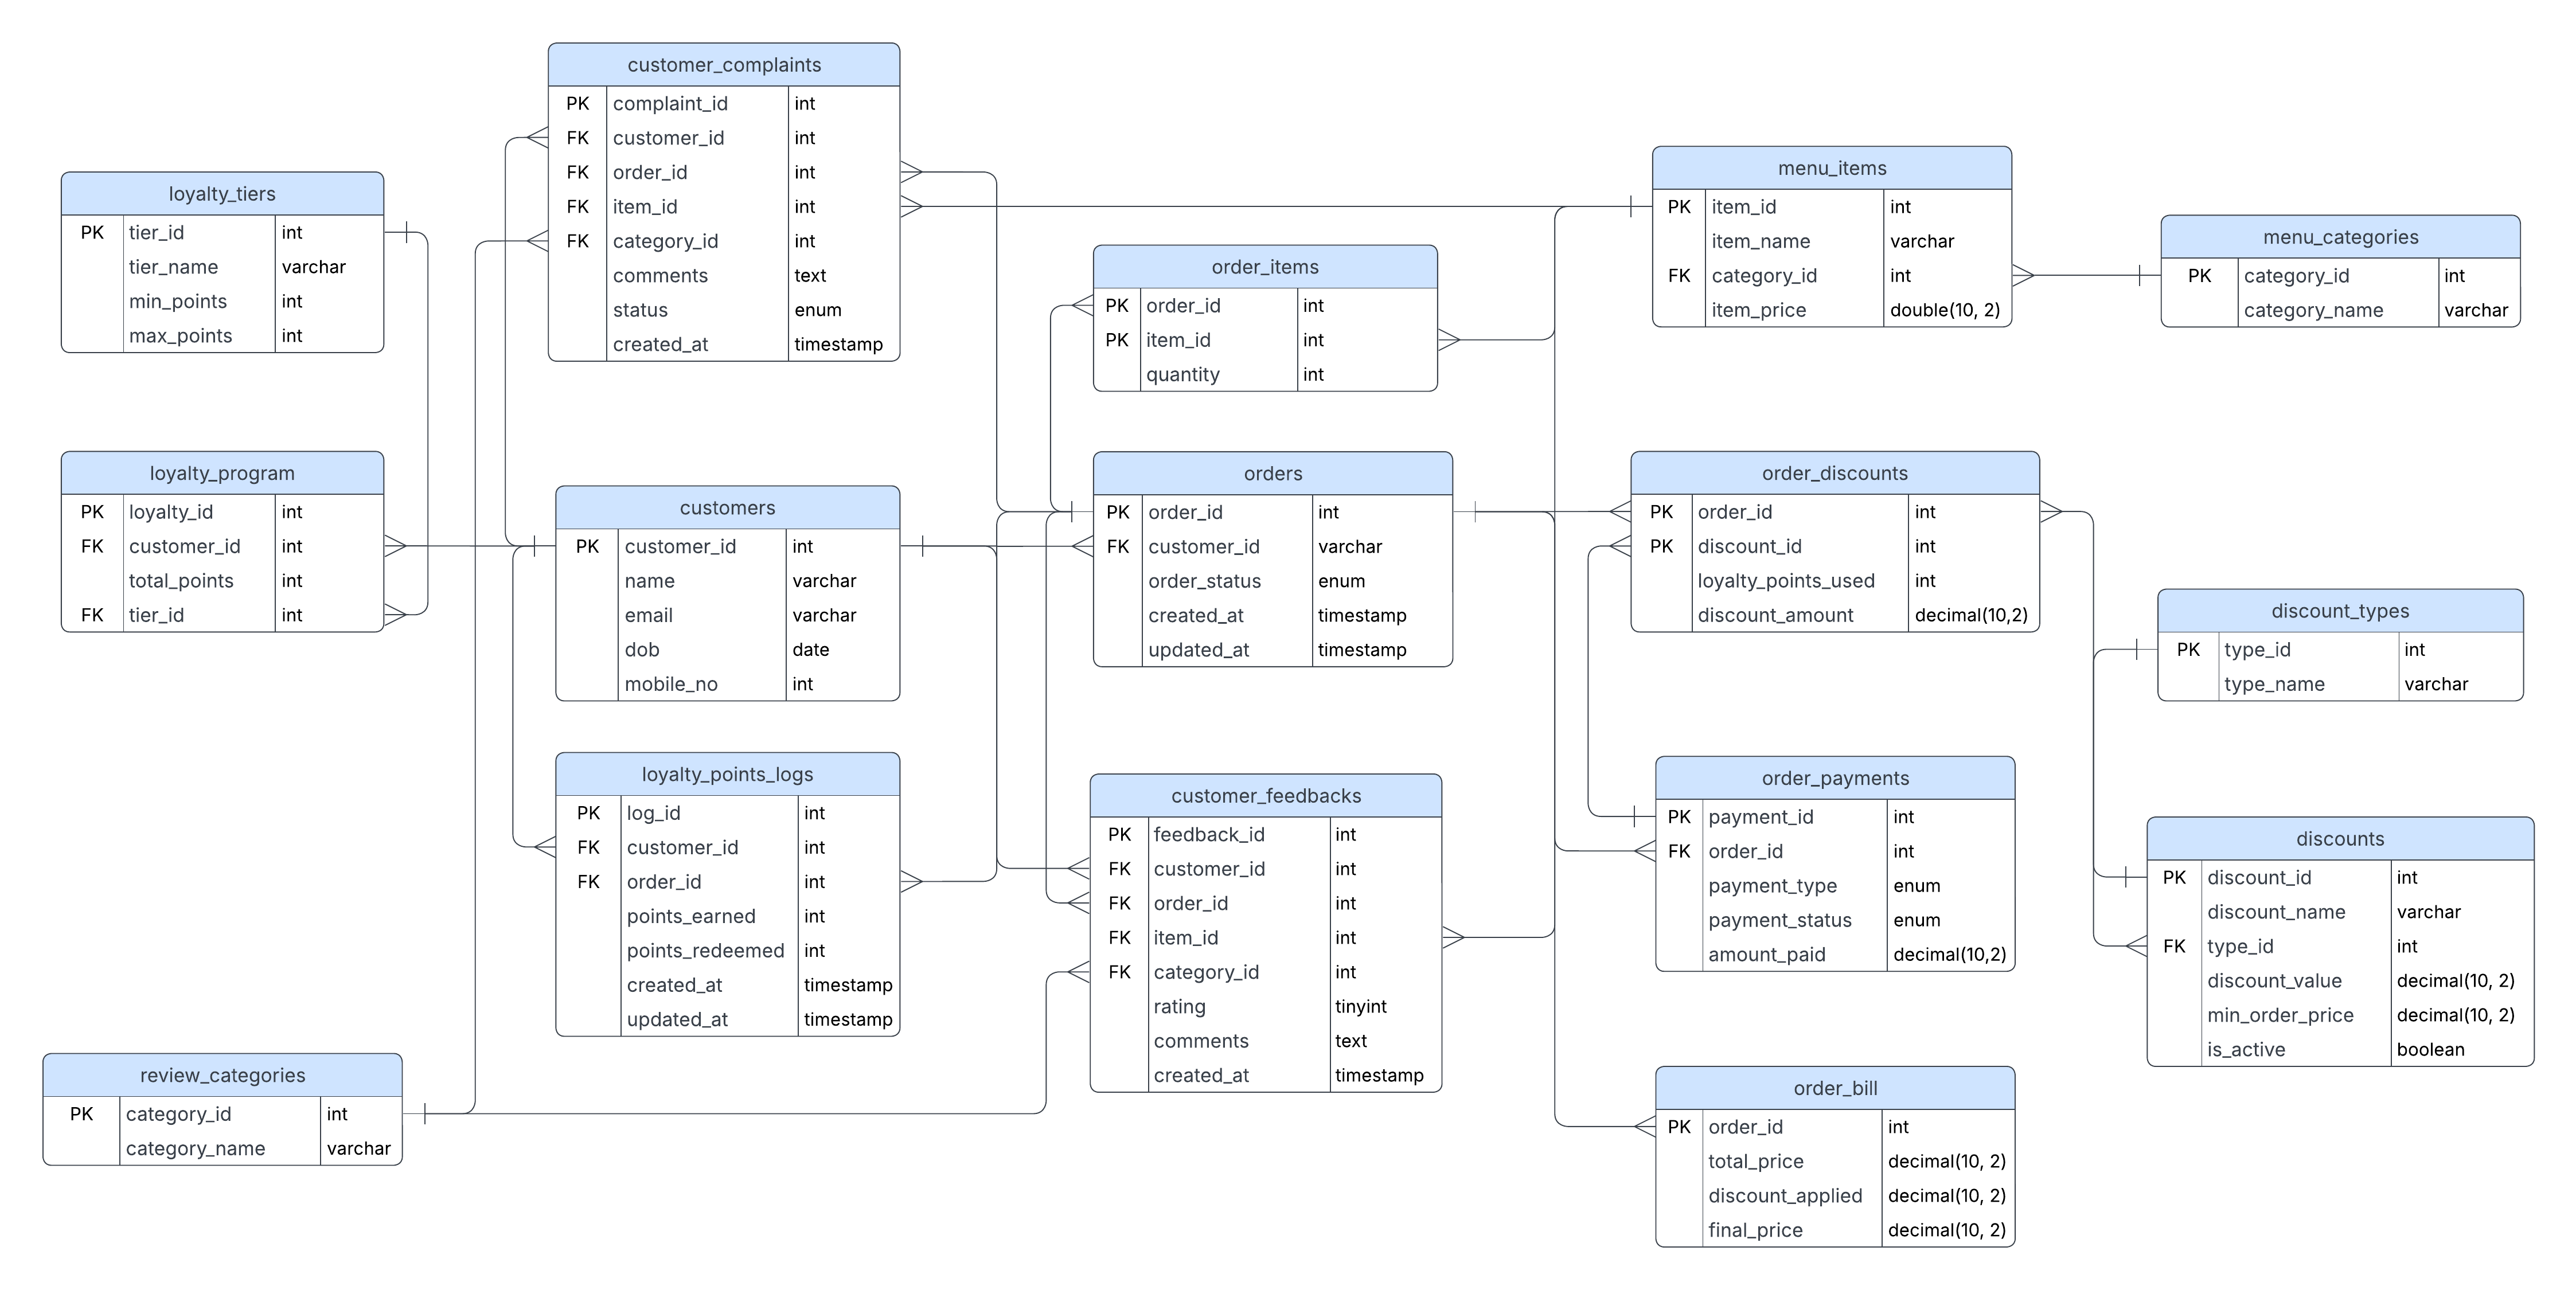 customer_complaints
PK complaint_id int
FK customer_id int
FK order_id int
FK item_id int
FK category_id int
comments text
status enum
created_at timestamp
loyalty_tiers
PK tier_id int
tier_name varchar
min_points int
max_points int
menu_items
PK item_id int
item_name varchar
FK category_id int
item_price double(10, 2)
menu_categories
PK category_id int
category_name varchar
order_items
PK order_id int
PK item_id int
quantity int
loyalty_program
PK loyalty_id int
FK customer_id int
total_points int
FK tier_id int
customers
PK customer_id int
name varchar
email varchar
dob date
mobile_no int
orders
PK order_id int
FK customer_id varchar
order_status enum
created_at timestamp
updated_at timestamp
order_discounts
PK order_id int
PK discount_id int
loyalty_points_used int
discount_amount decimal(10,2)
discount_types
PK type_id int
type_name varchar
loyalty_points_logs
PK log_id int
FK customer_id int
FK order_id int
points_earned int
points_redeemed int
created_at timestamp
updated_at timestamp
customer_feedbacks
PK feedback_id int
FK customer_id int
FK order_id int
FK item_id int
FK category_id int
rating tinyint
comments text
created_at timestamp
order_payments
PK payment_id int
FK order_id int
payment_type enum
payment_status enum
amount_paid decimal(10,2)
discounts
PK discount_id int
discount_name varchar
FK type_id int
discount_value decimal(10, 2)
min_order_price decimal(10, 2)
is_active boolean
review_categories
PK category_id int
category_name varchar
order_bill
PK order_id int
total_price decimal(10, 2)
discount_applied decimal(10, 2)
final_price decimal(10, 2)